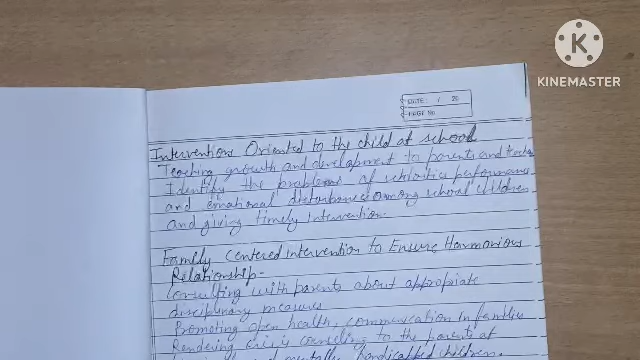 KINEMASTER
DATE: / 20
PAGE NO
Interventions Oriented to the child at school
Teaching growth and development to parents and
Identify the problems of performance
and emotional disturbances among school children
and giving timely intervention.
Family centered intervention to Ensure Harmonious
Relationship-
Consulting with parents about appropriate
disciplinary measures
Promoting open health, communication in families
Rendering crisis counseling to the parents of
mentally handicapped children.